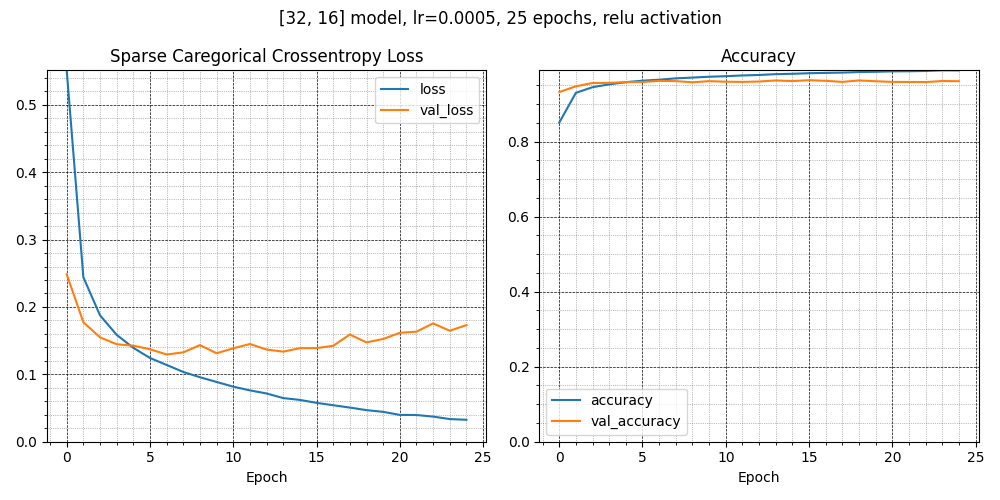 [32, 16] model, lr=0.0005, 25 epochs, relu activation
Sparse Caregorical Crossentropy Loss
0.5
0.4
0.3
0.2
0.1
0.0
loss
val_loss
0 5 10 15 20 25
Epoch
Accuracy
0.8
0.6
0.4
0.2
0.0
accuracy
val_accuracy
0 5 10 15 20 25
Epoch